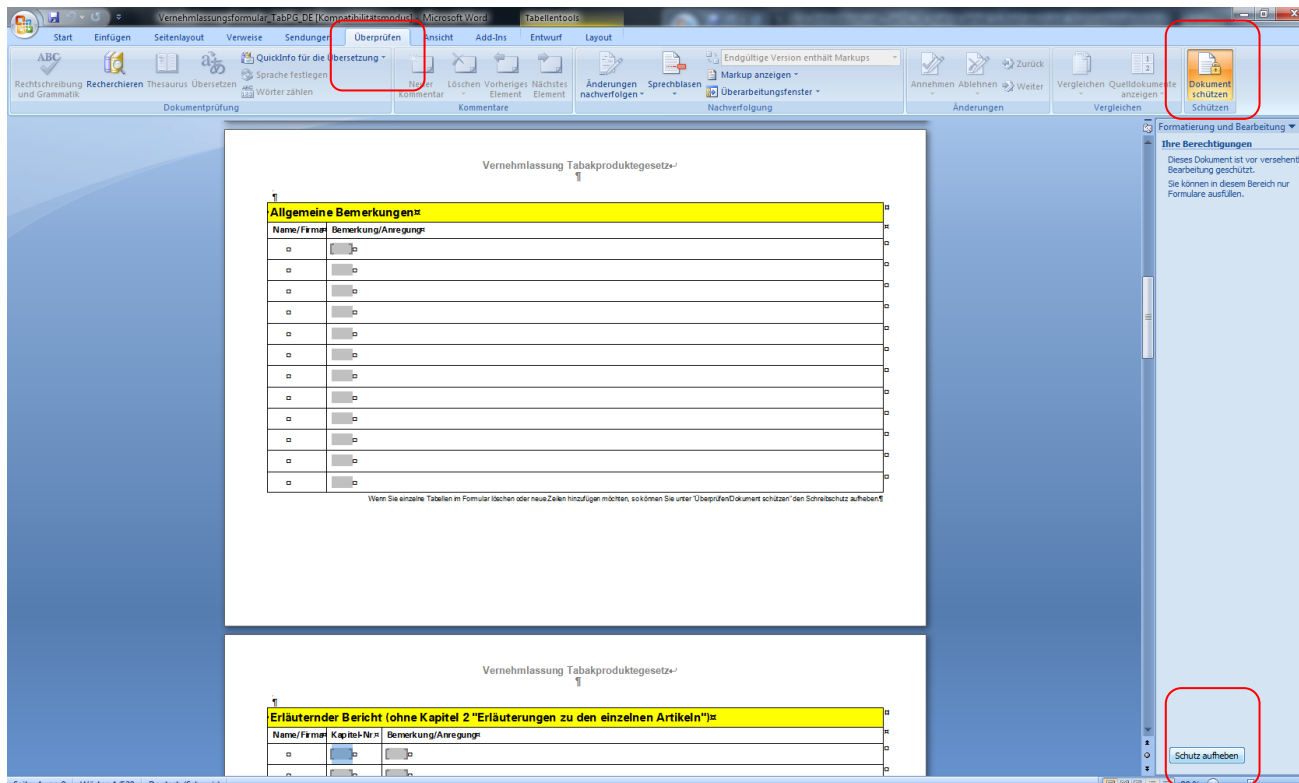 Vernehmlassungsformular_TabPG_DE [Kompatibilitätsmodus] - Microsoft Word
Tabellentools
Start Einfügen Seitenlayout Verweise Sendungen Überprüfen Ansicht Add-Ins Entwurf Layout
Rechtschreibung und Grammatik
Recherchieren
Thesaurus
Übersetzen
QuickInfo für die Übersetzung
Sprache festlegen
Wörter zählen
Dokumentprüfung
Neuer Kommentar
Löschen
Vorheriges Element
Nächstes Element
Kommentare
Änderungen nachverfolgen
Sprechblasen
Endgültige Version enthält Markups
Markup anzeigen
Überarbeitungsfenster
Nachverfolgung
Annehmen
Ablehnen
Zurück
Weiter
Änderungen
Vergleichen
Quelldokumente anzeigen
Vergleichen
Dokument schützen
Schützen
Formatierung und Bearbeitung
Ihre Berechtigungen
Dieses Dokument ist vor versehentl
Bearbeitung geschützt.
Sie können in diesem Bereich nur
Formulare ausfüllen.
Vernehmlassung Tabakproduktegesetz
Allgemeine Bemerkungen
Name/Firma Bemerkung/Anregung
Wenn Sie einzelne Tabellen im Formular löschen oder neue Zeilen hinzufügen möchten, so können Sie unter "Überprüfen/Dokument schützen" den Schreibschutz aufheben
Vernehmlassung Tabakproduktegesetz
Erläuternder Bericht (ohne Kapitel 2 "Erläuterungen zu den einzelnen Artikeln")
Name/Firma Kapitel-Nr. Bemerkung/Anregung
Schutz aufheben